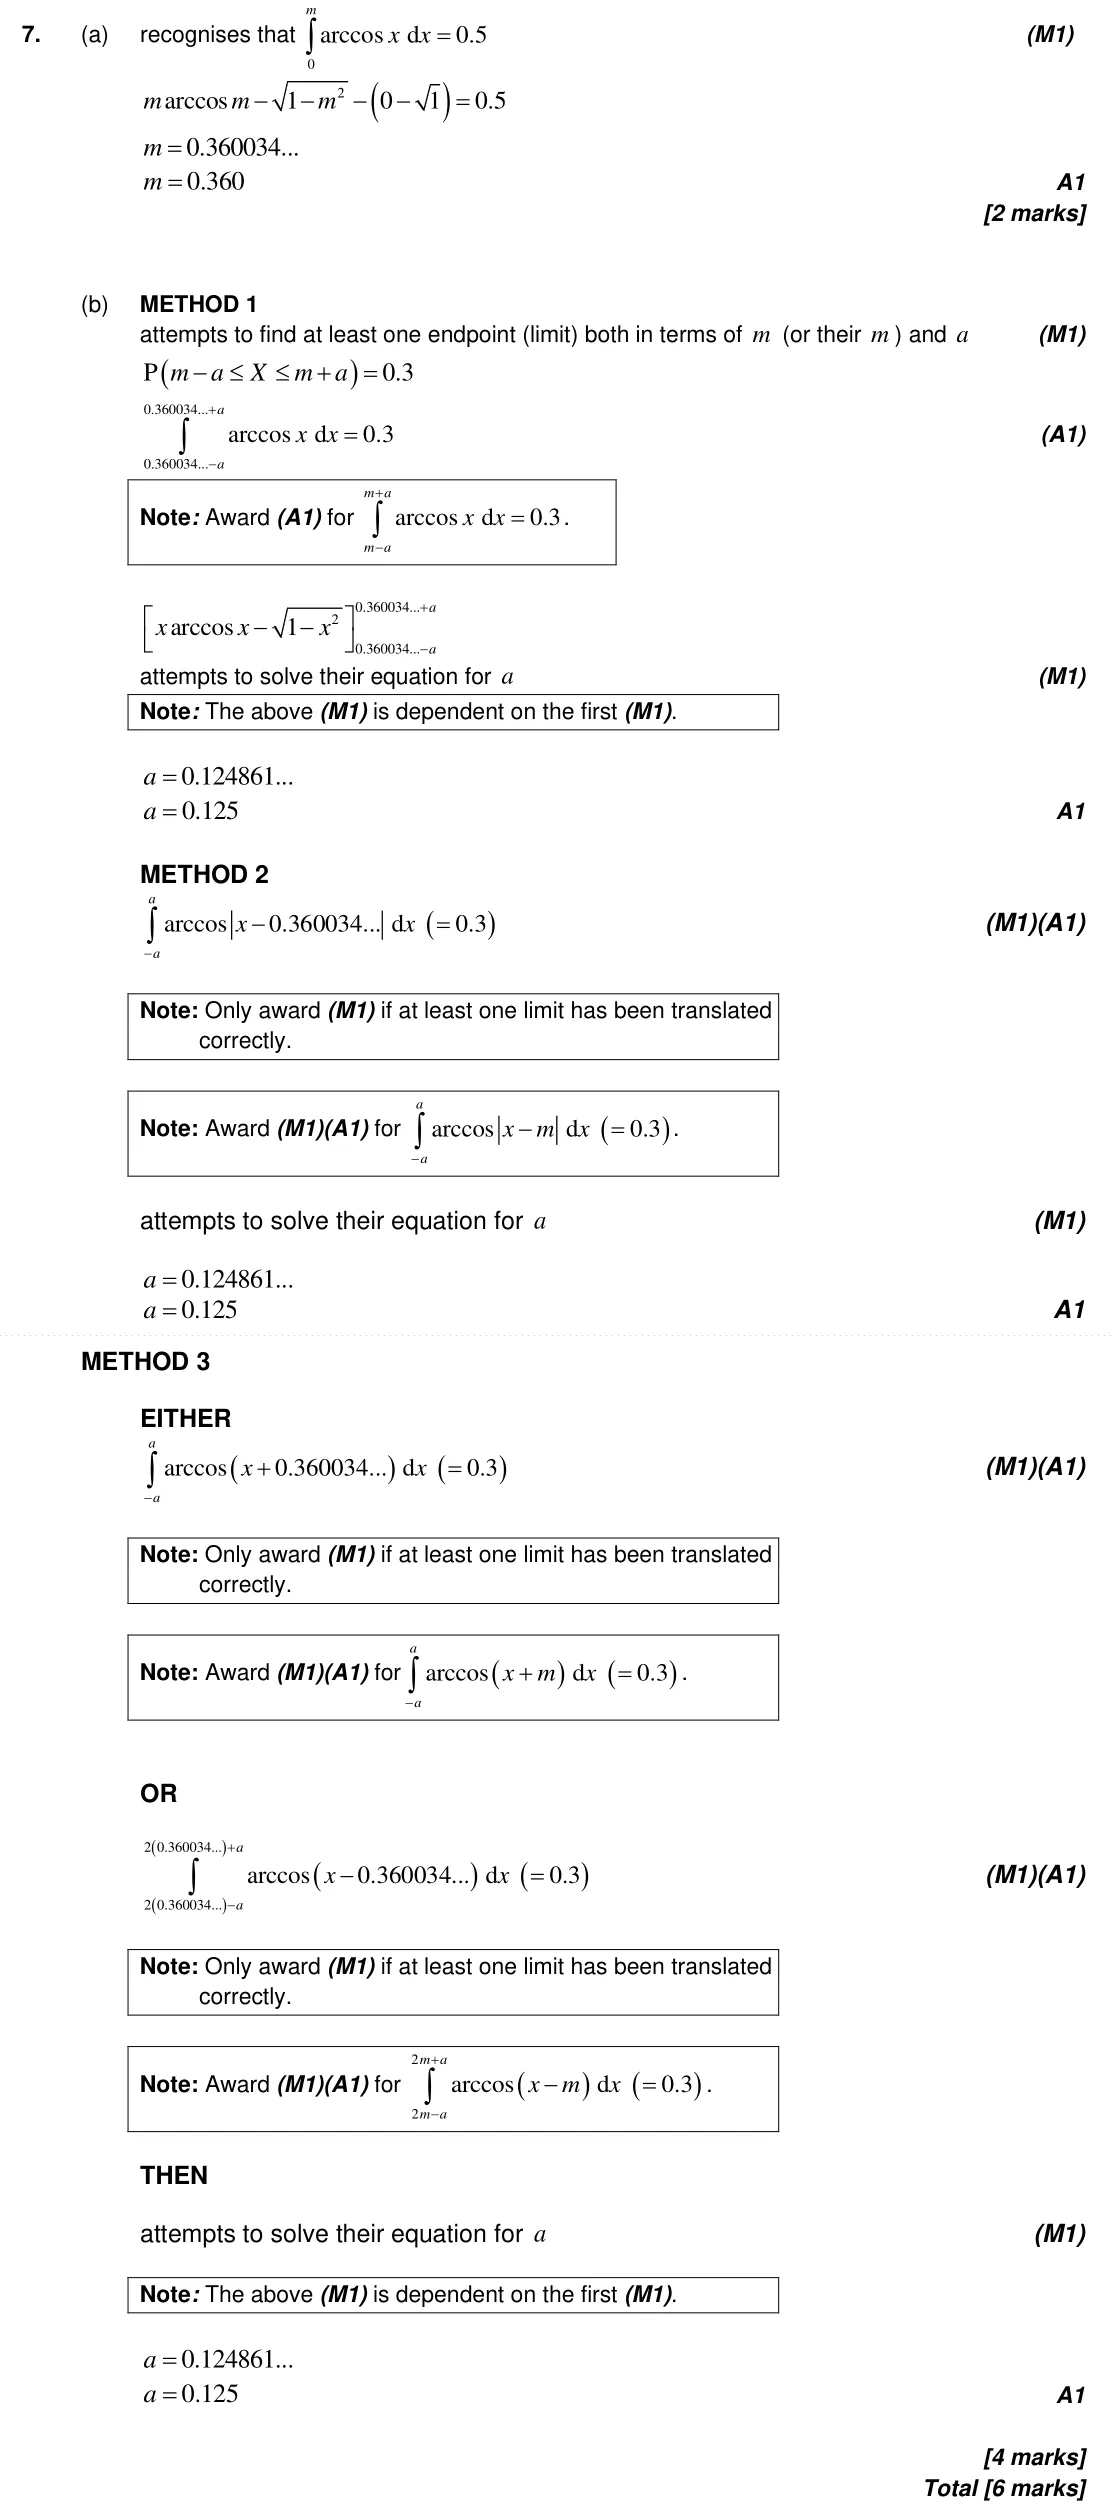 7. (a) recognises that ∫₀ᵐ arccos x dx = 0.5 (M1)
m arccos m − √(1−m²) − (0 − √1) = 0.5
m = 0.360034...
m = 0.360 A1
[2 marks]
(b) METHOD 1
attempts to find at least one endpoint (limit) both in terms of m (or their m) and a (M1)
P(m − a ≤ X ≤ m + a) = 0.3
∫_{0.360034...−a}^{0.360034...+a} arccos x dx = 0.3 (A1)
Note: Award (A1) for ∫_{m−a}^{m+a} arccos x dx = 0.3.
[x arccos x − √(1−x²)]_{0.360034...−a}^{0.360034...+a}
attempts to solve their equation for a (M1)
Note: The above (M1) is dependent on the first (M1).
a = 0.124861...
a = 0.125 A1
METHOD 2
∫_{−a}^{a} arccos|x − 0.360034...| dx (= 0.3) (M1)(A1)
Note: Only award (M1) if at least one limit has been translated
correctly.
Note: Award (M1)(A1) for ∫_{−a}^{a} arccos|x − m| dx (= 0.3).
attempts to solve their equation for a (M1)
a = 0.124861...
a = 0.125 A1
METHOD 3
EITHER
∫_{−a}^{a} arccos(x + 0.360034...) dx (= 0.3) (M1)(A1)
Note: Only award (M1) if at least one limit has been translated
correctly.
Note: Award (M1)(A1) for ∫_{−a}^{a} arccos(x + m) dx (= 0.3).
OR
∫_{2(0.360034...)−a}^{2(0.360034...)+a} arccos(x − 0.360034...) dx (= 0.3) (M1)(A1)
Note: Only award (M1) if at least one limit has been translated
correctly.
Note: Award (M1)(A1) for ∫_{2m−a}^{2m+a} arccos(x − m) dx (= 0.3).
THEN
attempts to solve their equation for a (M1)
Note: The above (M1) is dependent on the first (M1).
a = 0.124861...
a = 0.125 A1
[4 marks]
Total [6 marks]